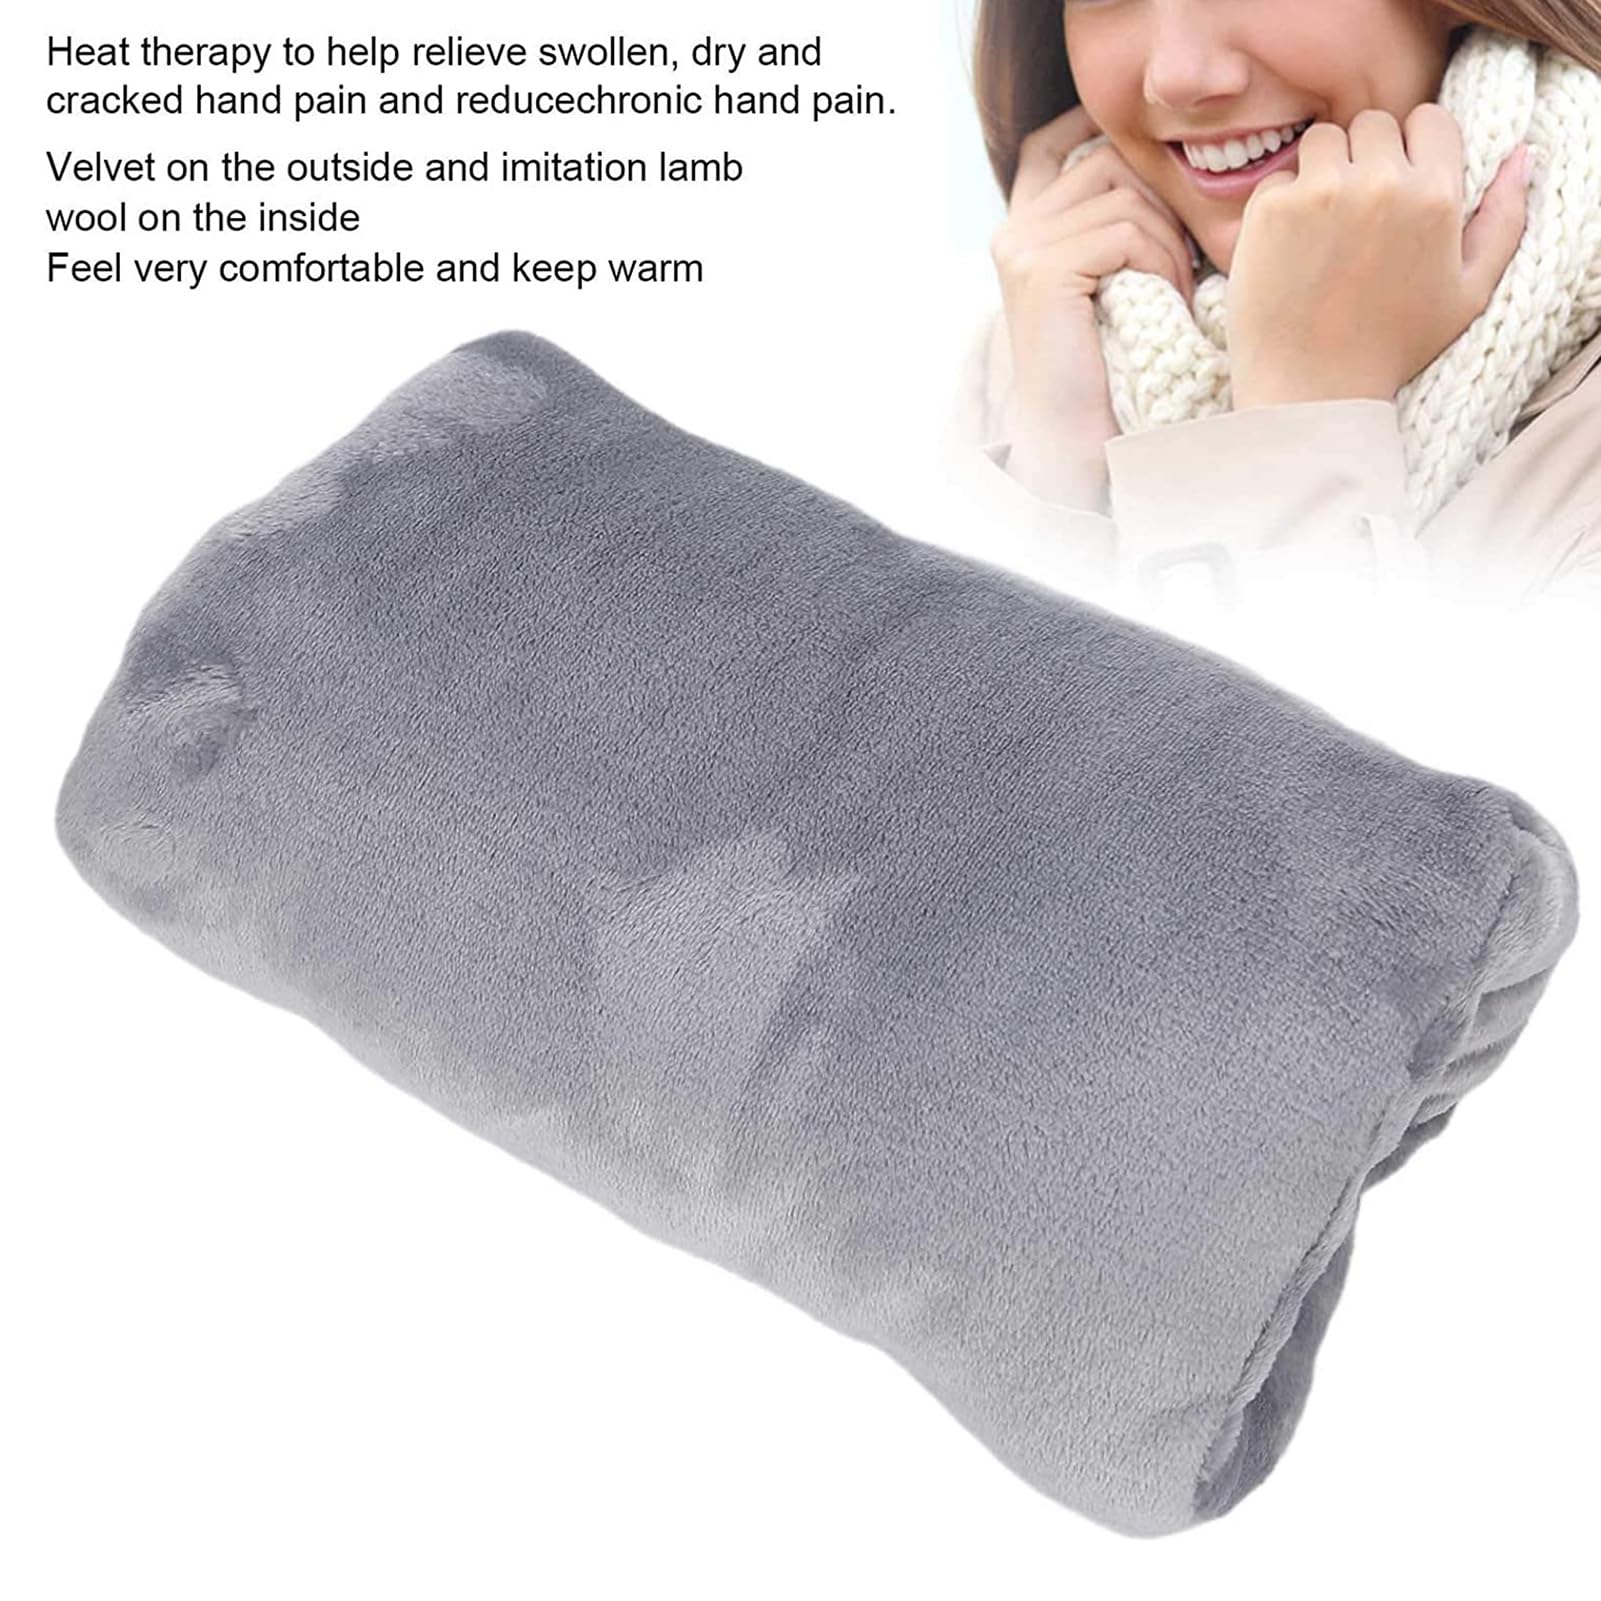 Heat therapy to help relieve swollen, dry and
cracked hand pain and reducechronic hand pain.
Velvet on the outside and imitation lamb
wool on the inside
Feel very comfortable and keep warm